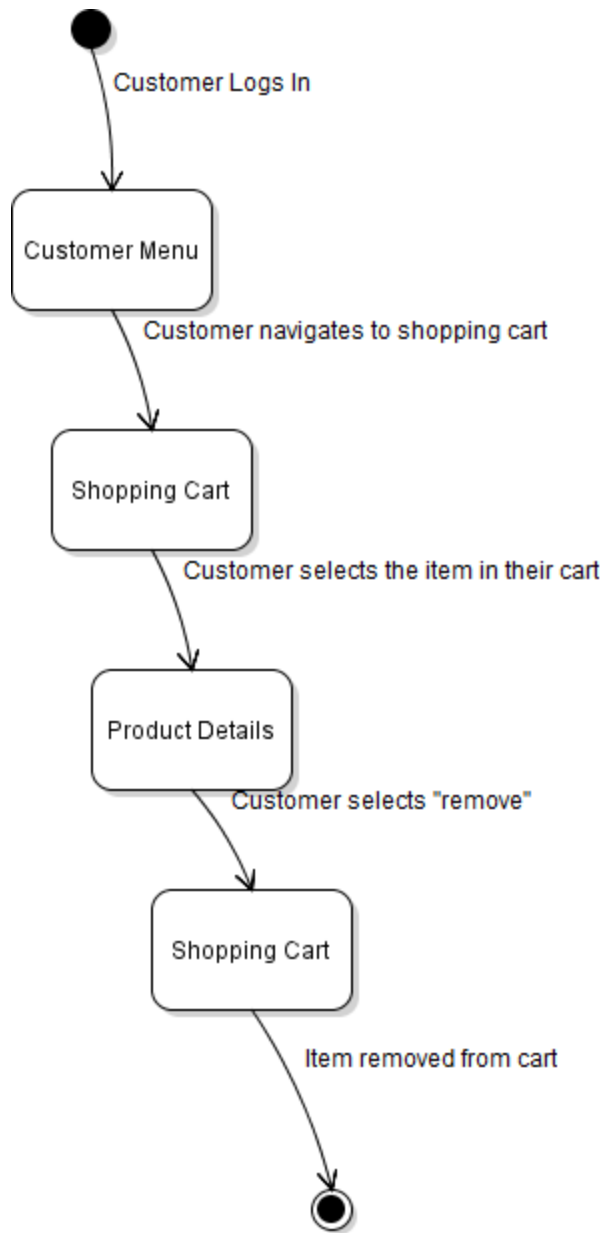 Customer Logs In
Customer Menu
Customer navigates to shopping cart
Shopping Cart
Customer selects the item in their cart
Product Details
Customer selects "remove"
Shopping Cart
Item removed from cart